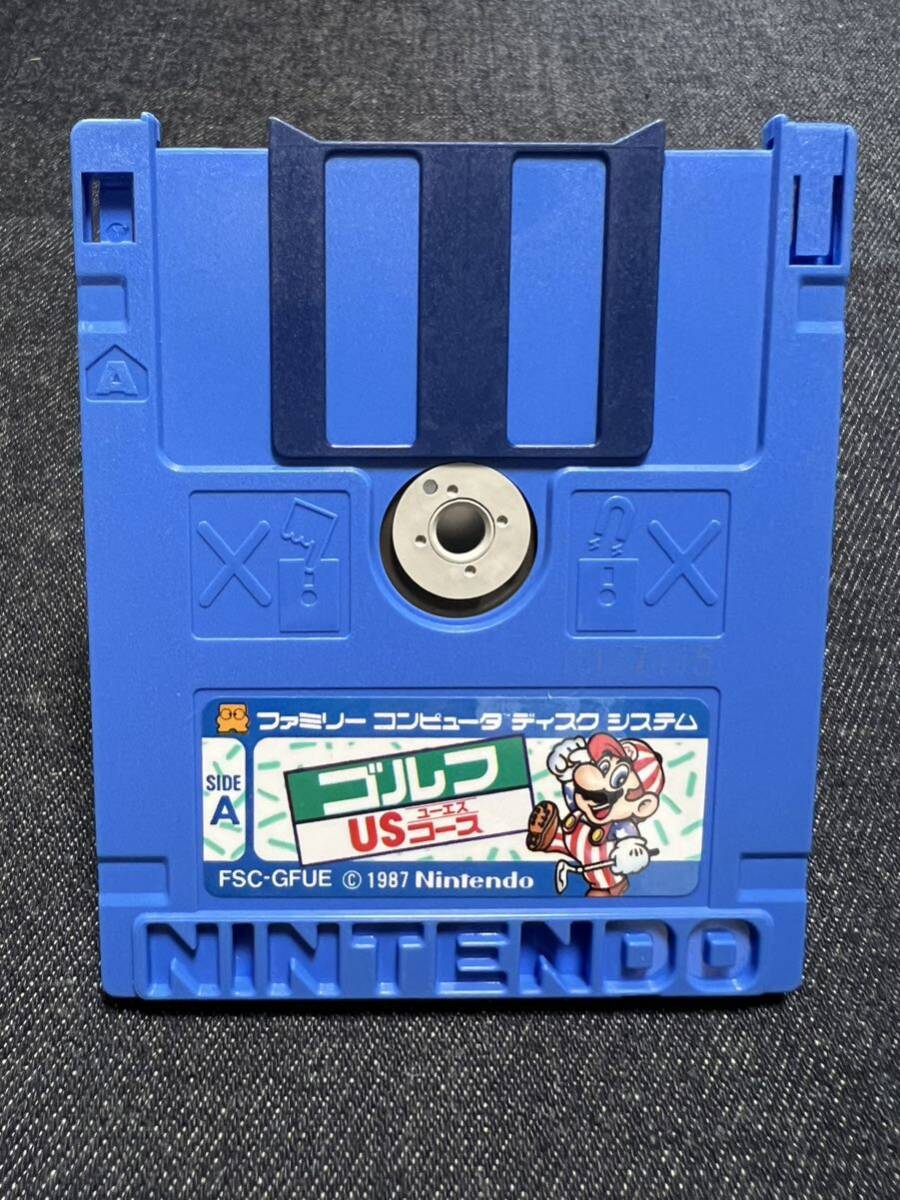 A
ファミリー コンピュータ ディスク システム
SIDE
A
ゴルフ
ユーエズ
USコース
FSC-GFUE © 1987 Nintendo
NINTENDO